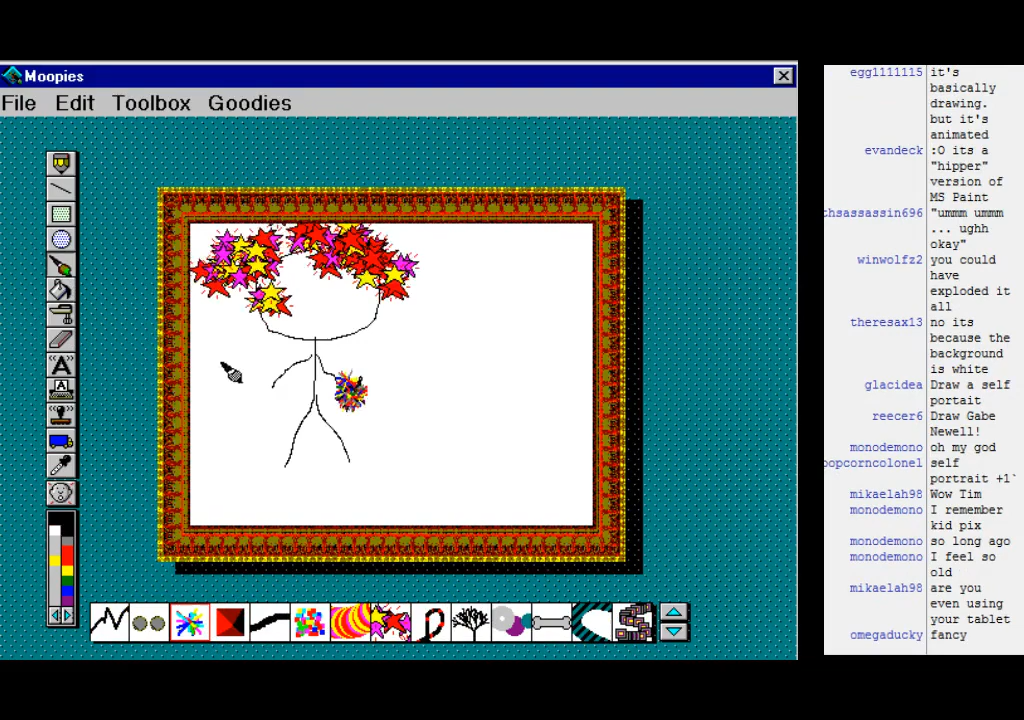 Moopies
File Edit Toolbox Goodies
"A"
A
egg1111115 it's
basically
drawing.
but it's
animated
evandeck :O its a
"hipper"
version of
MS Paint
thsassassin696 "ummm ummm
... ughh
okay"
winwolfz2 you could
have
exploded it
all
theresax13 no its
because the
background
is white
glacidea Draw a self
portait
reecer6 Draw Gabe
Newell!
monodemono oh my god
popcorncolonel self
portrait +1`
mikaelah98 Wow Tim
monodemono I remember
kid pix
monodemono so long ago
monodemono I feel so
old
mikaelah98 are you
even using
your tablet
omegaducky fancy